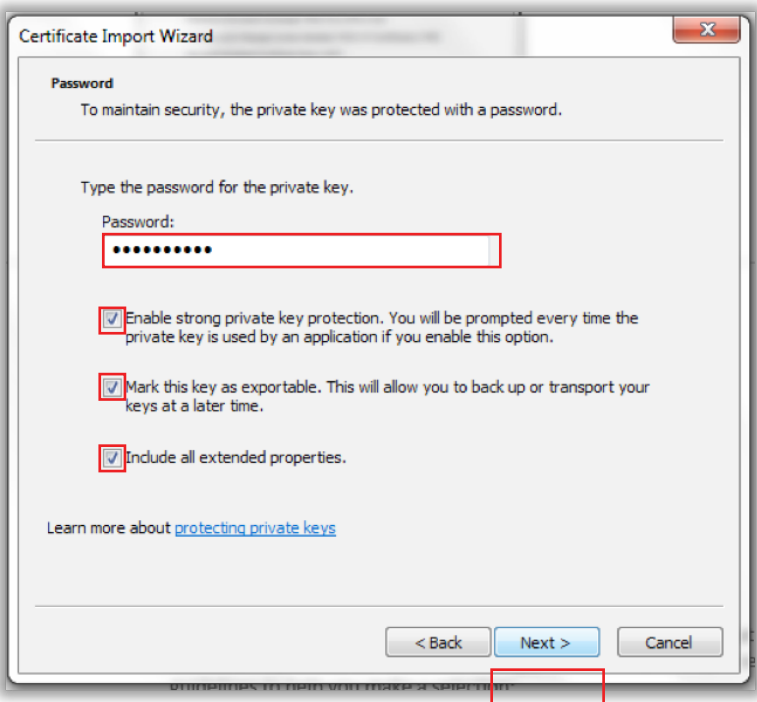 Certificate Import Wizard
Password
To maintain security, the private key was protected with a password.
Type the password for the private key.
Password:
••••••••••
Enable strong private key protection. You will be prompted every time the
private key is used by an application if you enable this option.
Mark this key as exportable. This will allow you to back up or transport your
keys at a later time.
Include all extended properties.
Learn more about protecting private keys
< Back
Next >
Cancel
help you make a selection: